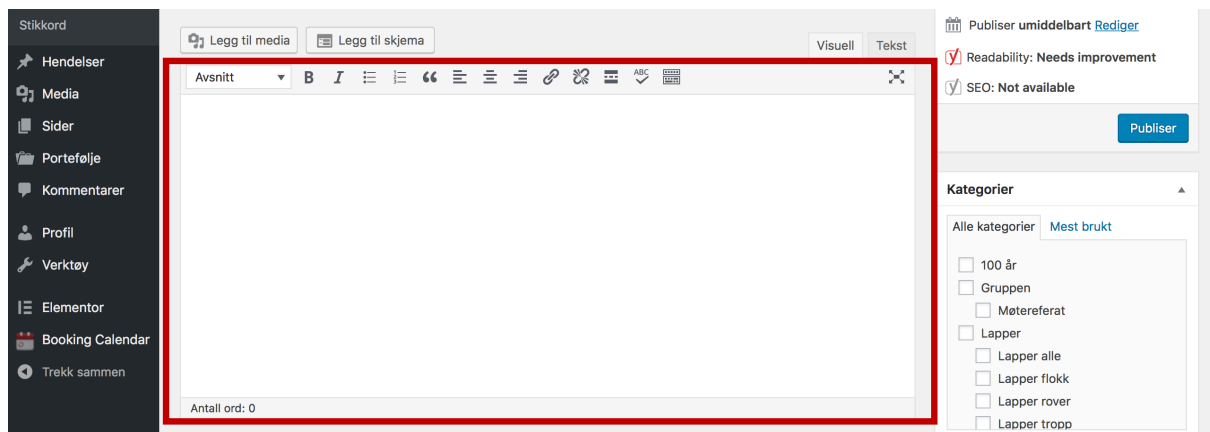 Stikkord
Hendelser
Media
Sider
Portefølje
Kommentarer
Profil
Verktøy
Elementor
Booking Calendar
Trekk sammen
Legg til media
Legg til skjema
Visuell
Tekst
Avsnitt
B
I
ABC
Antall ord: 0
Publiser umiddelbart Rediger
Readability: Needs improvement
SEO: Not available
Publiser
Kategorier
Alle kategorier
Mest brukt
100 år
Gruppen
Møtereferat
Lapper
Lapper alle
Lapper flokk
Lapper rover
Lapper tropp